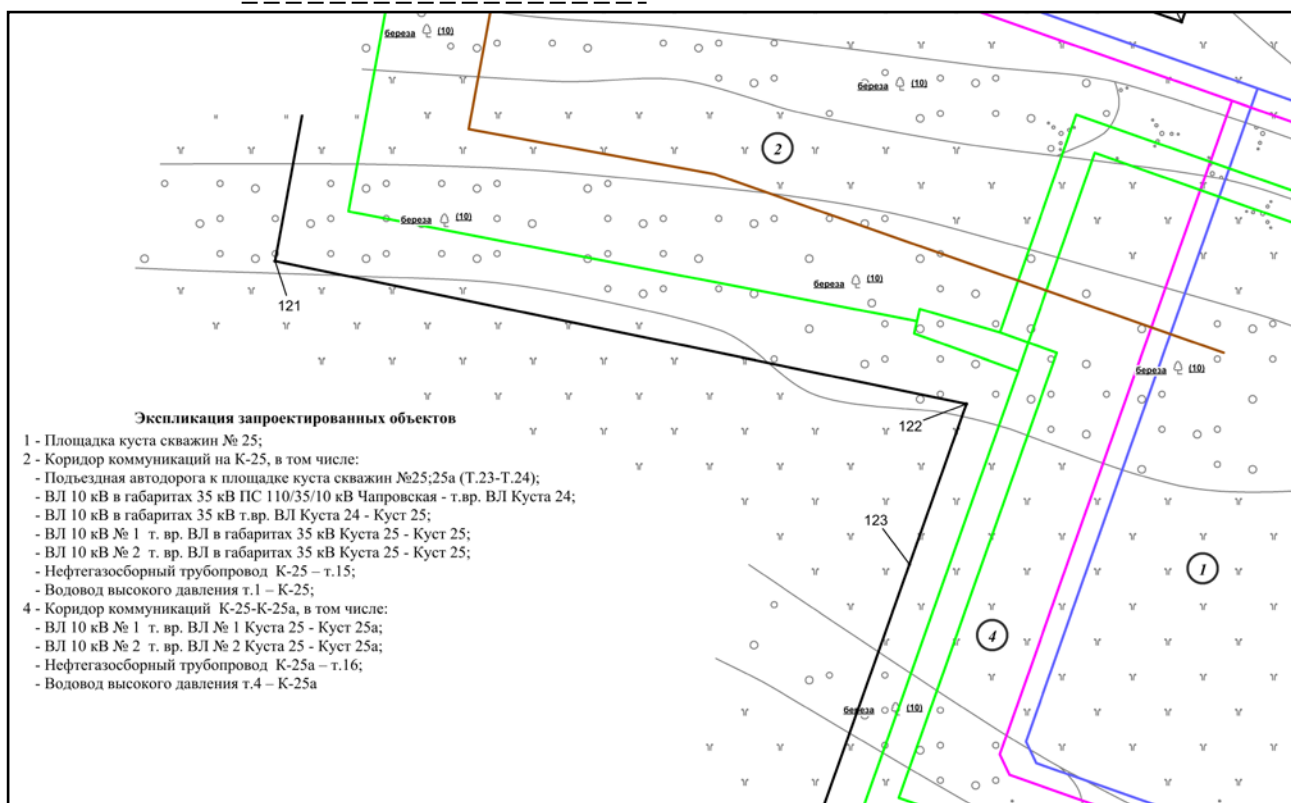 береза (10)
береза (10)
2
береза (10)
121
береза (10)
береза (10)
122
Экспликация запроектированных объектов
1 - Площадка куста скважин № 25;
2 - Коридор коммуникаций на К-25, в том числе:
- Подъездная автодорога к площадке куста скважин №25;25а (Т.23-Т.24);
- ВЛ 10 кВ в габаритах 35 кВ ПС 110/35/10 кВ Чапровская - т.вр. ВЛ Куста 24;
- ВЛ 10 кВ в габаритах 35 кВ т.вр. ВЛ Куста 24 - Куст 25;
- ВЛ 10 кВ № 1 т. вр. ВЛ в габаритах 35 кВ Куста 25 - Куст 25;
- ВЛ 10 кВ № 2 т. вр. ВЛ в габаритах 35 кВ Куста 25 - Куст 25;
- Нефтегазосборный трубопровод К-25 – т.15;
- Водовод высокого давления т.1 – К-25;
4 - Коридор коммуникаций К-25-К-25а, в том числе:
- ВЛ 10 кВ № 1 т. вр. ВЛ № 1 Куста 25 - Куст 25а;
- ВЛ 10 кВ № 2 т. вр. ВЛ № 2 Куста 25 - Куст 25а;
- Нефтегазосборный трубопровод К-25а – т.16;
- Водовод высокого давления т.4 – К-25а
123
1
4
береза (10)